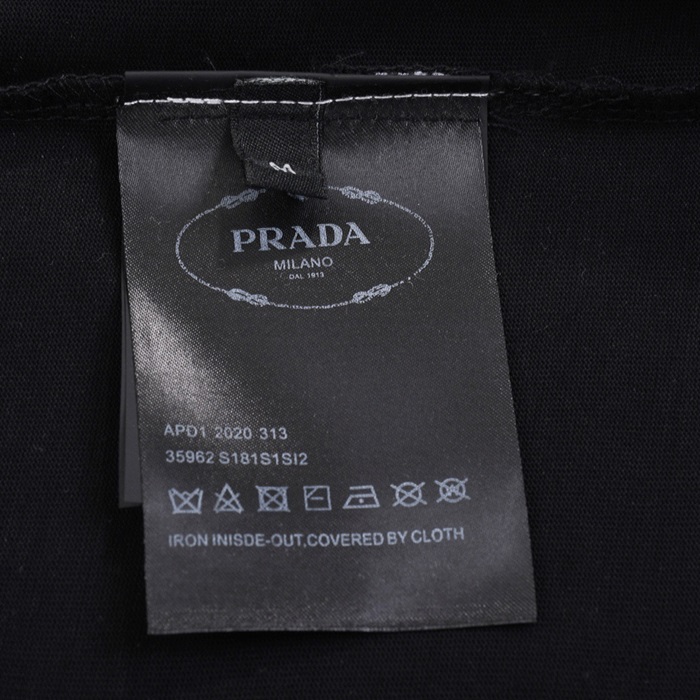 M
PRADA
MILANO
DAL 1913
APD1 2020 313
35962 S181S1SI2
IRON INISDE-OUT,COVERED BY CLOTH